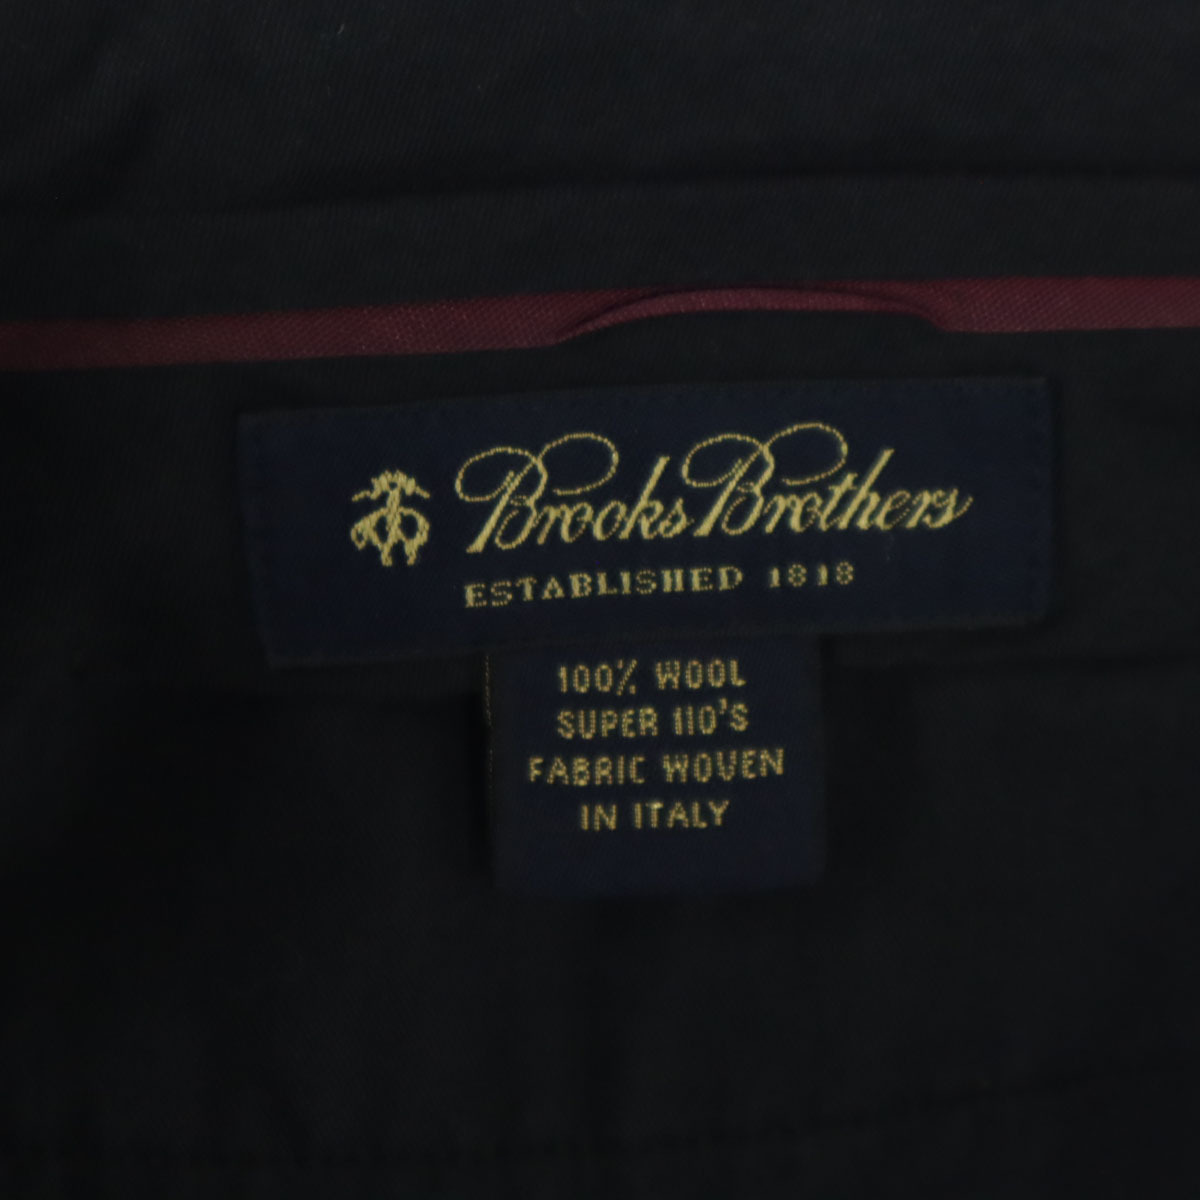 Brooks Brothers
ESTABLISHED 1818
100% WOOL
SUPER 110'S
FABRIC WOVEN
IN ITALY